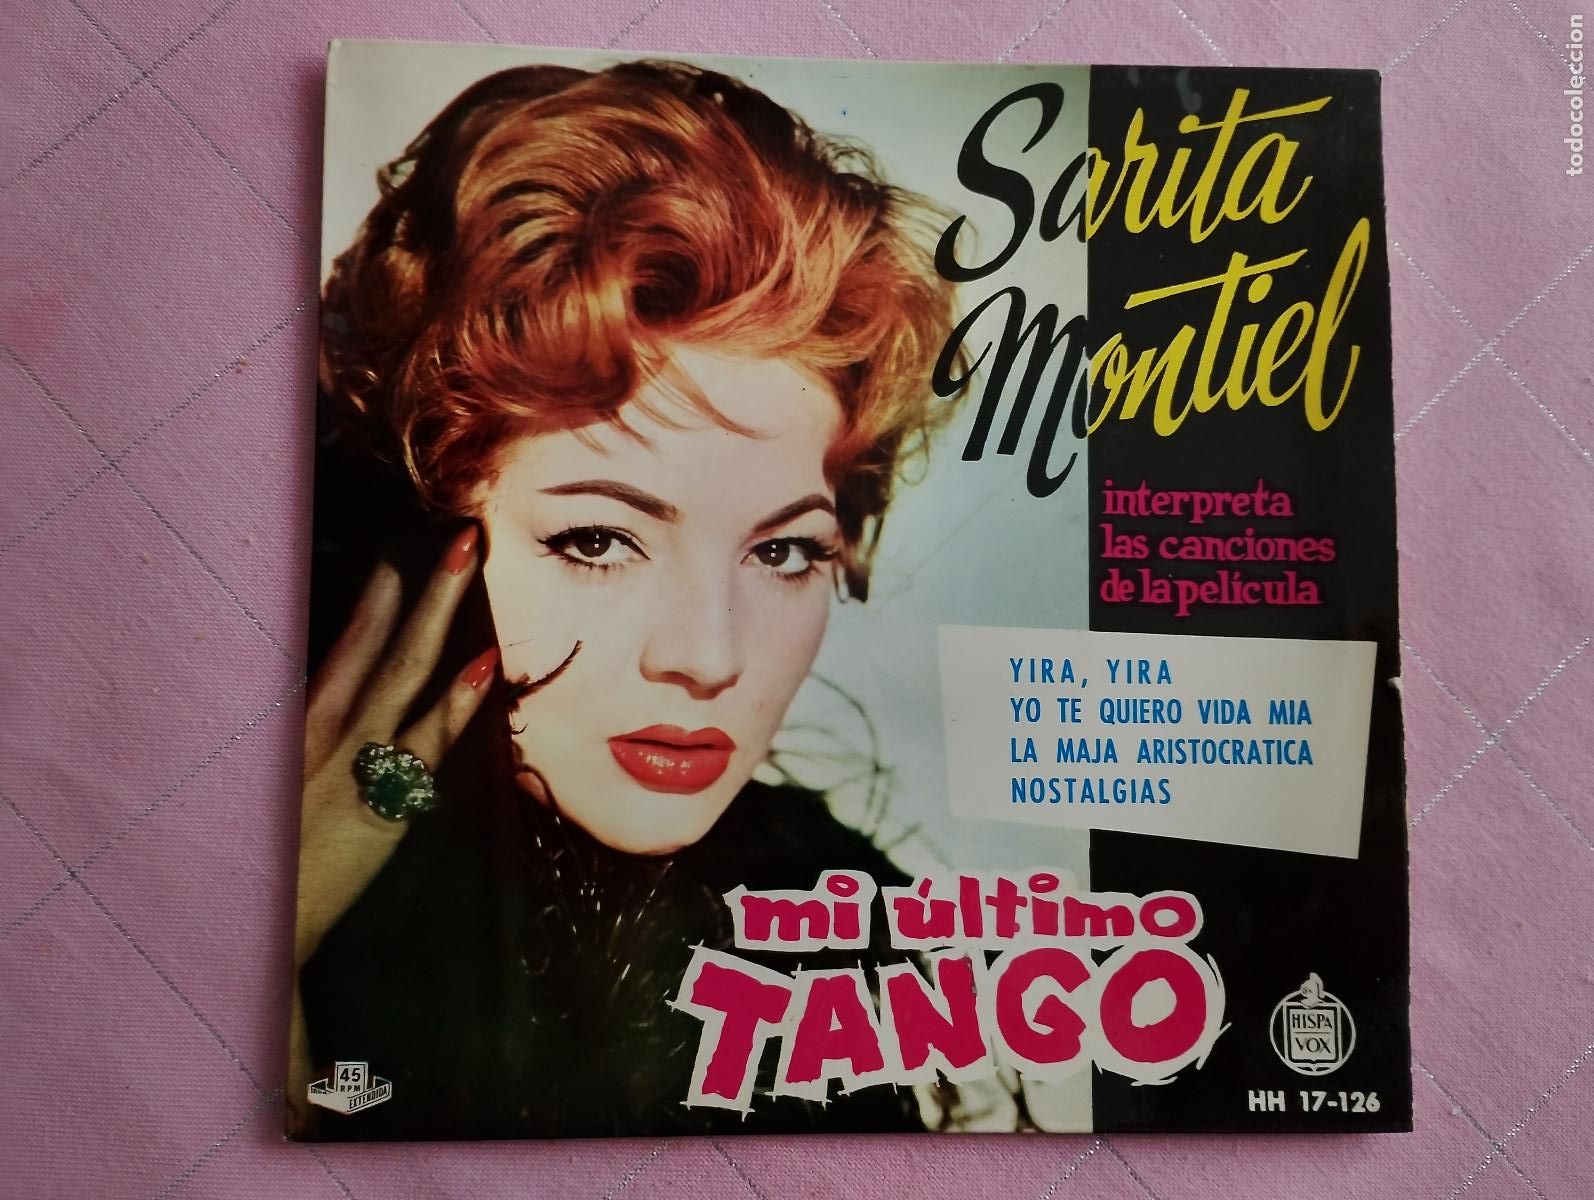 Sarita
Montiel
interpreta
las canciones
de la película
YIRA, YIRA
YO TE QUIERO VIDA MIA
LA MAJA ARISTOCRATICA
NOSTALGIAS
mi último
TANGO
HISPA
VOX
HH 17-126
45
RPM
EXTENDIDA
todocoleccion